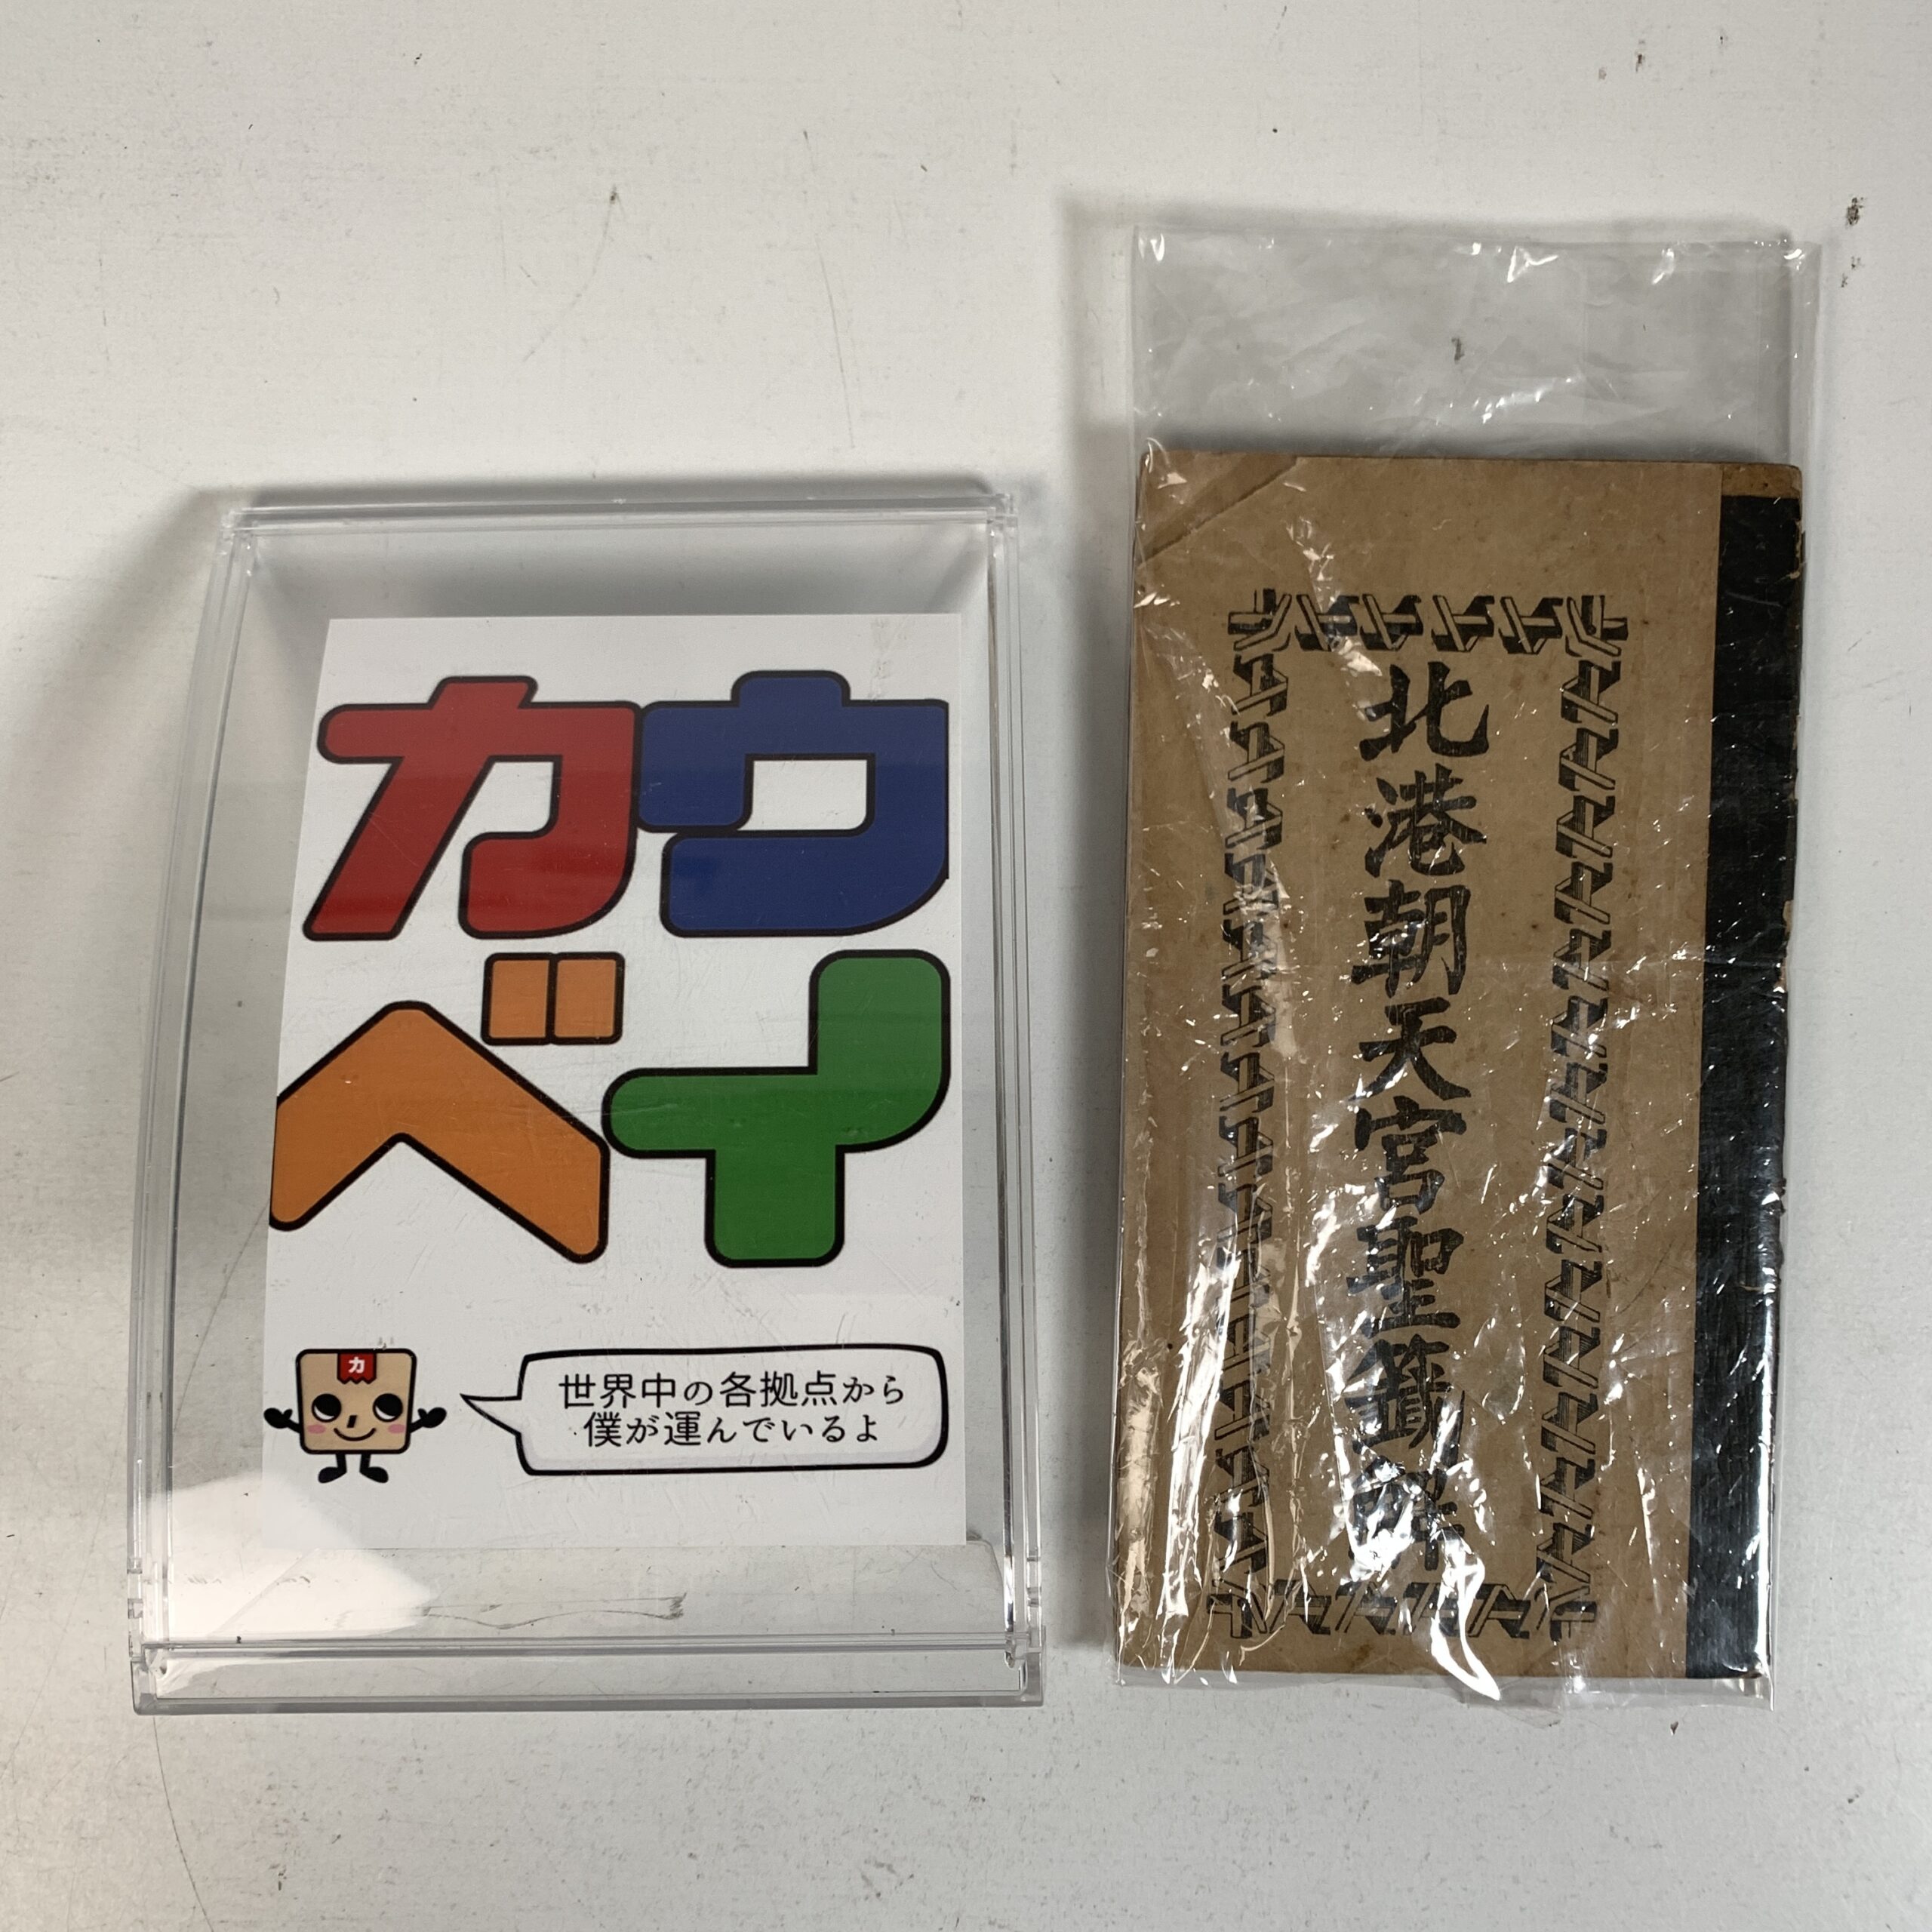 カウ
ベイ
カ
世界中の各拠点から
僕が運んでいるよ
北港朝天宮聖籤解